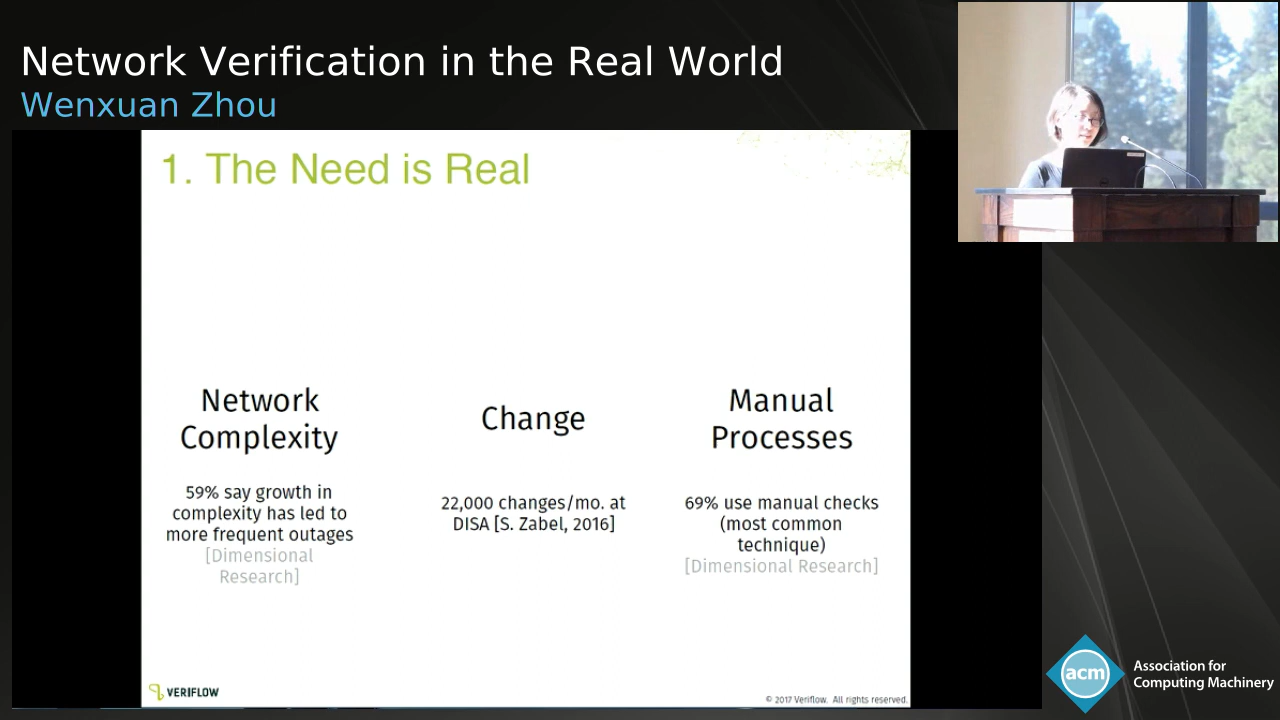 Network Verification in the Real World
Wenxuan Zhou
1. The Need is Real
Network
Complexity
59% say growth in
complexity has led to
more frequent outages
[Dimensional
Research]
Change
22,000 changes/mo. at
DISA [S. Zabel, 2016]
Manual
Processes
69% use manual checks
(most common
technique)
[Dimensional Research]
VERIFLOW
© 2017 Veriflow. All rights reserved.
acm
Association for
Computing Machinery